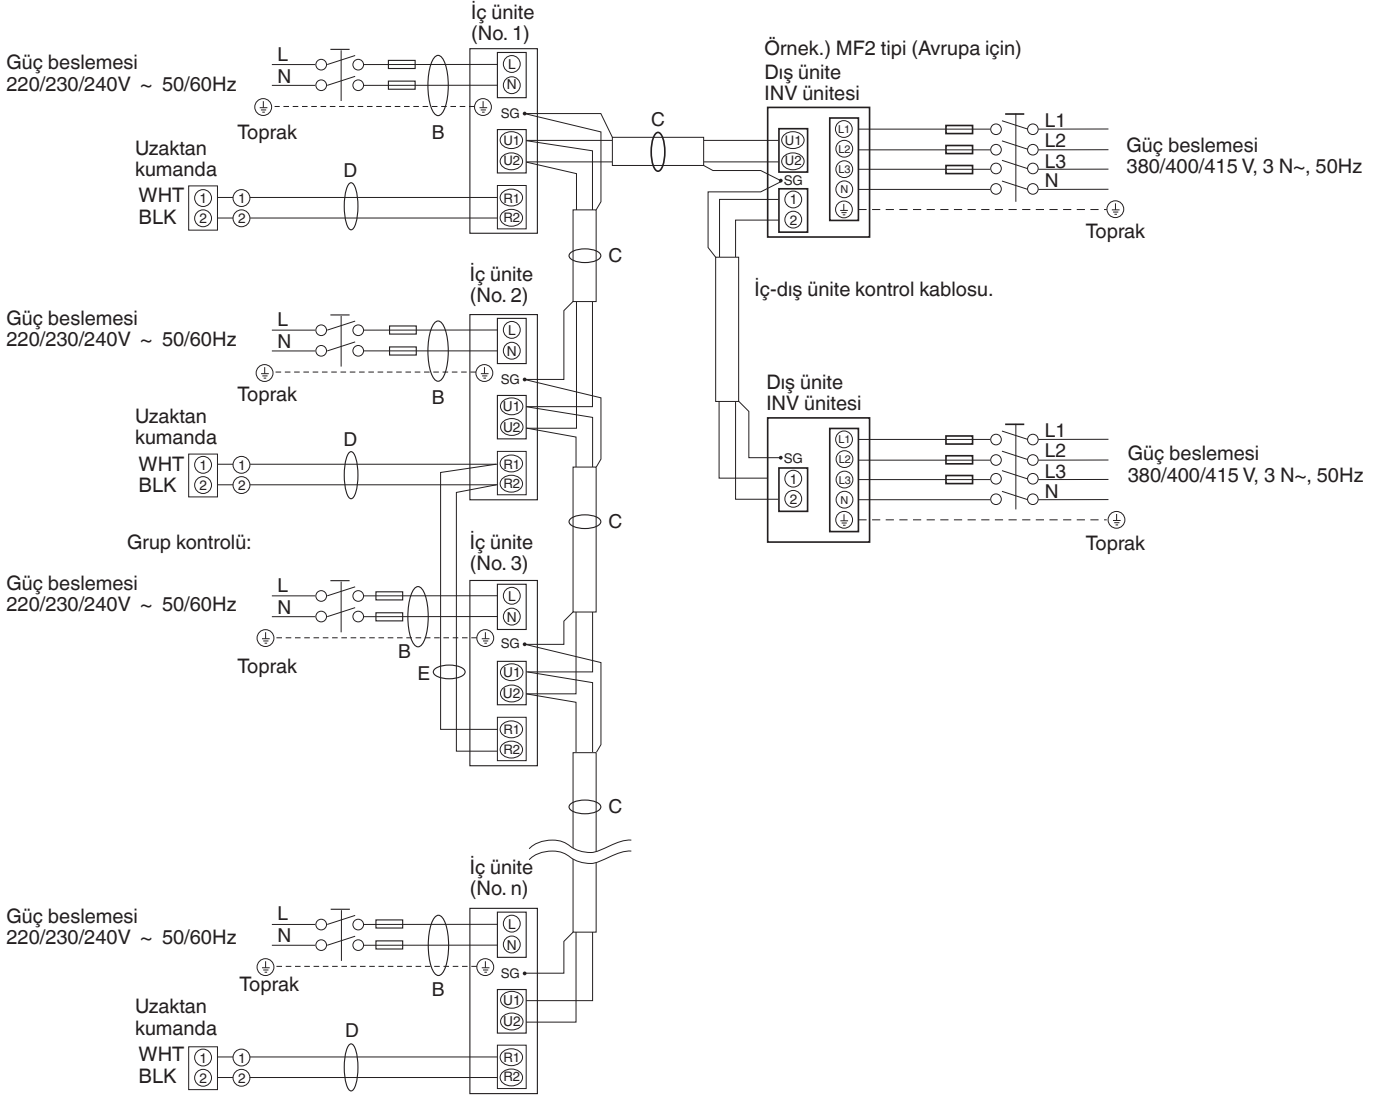 İç ünite
(No. 1)
Güç beslemesi
220/230/240V ~ 50/60Hz
L
N
Toprak
B
L
N
SG
U1
U2
R1
R2
Uzaktan
kumanda
WHT 1 1
BLK 2 2
D
C
C
Örnek.) MF2 tipi (Avrupa için)
Dış ünite
INV ünitesi
U1
U2
SG
1
2
L1
L2
L3
N
L1
L2
L3
N
Güç beslemesi
380/400/415 V, 3 N~, 50Hz
Toprak
İç-dış ünite kontrol kablosu.
İç ünite
(No. 2)
Güç beslemesi
220/230/240V ~ 50/60Hz
L
N
Toprak
B
L
N
SG
U1
U2
R1
R2
Uzaktan
kumanda
WHT 1 1
BLK 2 2
D
C
Dış ünite
INV ünitesi
SG
1
2
L1
L2
L3
N
L1
L2
L3
N
Güç beslemesi
380/400/415 V, 3 N~, 50Hz
Toprak
Grup kontrolü:
İç ünite
(No. 3)
Güç beslemesi
220/230/240V ~ 50/60Hz
L
N
Toprak
B
E
L
N
SG
U1
U2
R1
R2
C
İç ünite
(No. n)
Güç beslemesi
220/230/240V ~ 50/60Hz
L
N
Toprak
B
L
N
SG
U1
U2
R1
R2
Uzaktan
kumanda
WHT 1 1
BLK 2 2
D